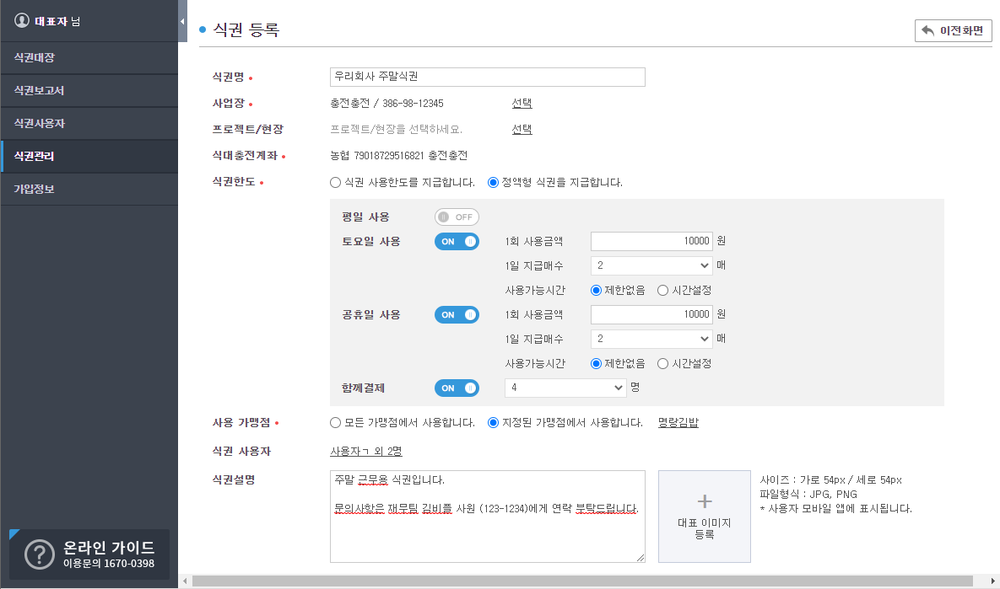 대표자 님
식권대장
식권보고서
식권사용자
식권관리
가입정보
온라인 가이드
이용문의 1670-0398
식권 등록
이전화면
식권명 •
우리회사 주말식권
사업장 •
충전충전 / 386-98-12345
선택
프로젝트/현장
프로젝트/현장을 선택하세요.
선택
식대충전계좌 •
농협 79018729516821 충전충전
식권한도 •
식권 사용한도를 지급합니다.
정액형 식권을 지급합니다.
평일 사용
OFF
토요일 사용
ON
1회 사용금액
10000 원
1일 지급매수
2
매
사용가능시간
제한없음
시간설정
공휴일 사용
ON
1회 사용금액
10000 원
1일 지급매수
2
매
사용가능시간
제한없음
시간설정
함께결제
ON
4
명
사용 가맹점 •
모든 가맹점에서 사용합니다.
지정된 가맹점에서 사용합니다.
명랑김밥
식권 사용자
사용자ㄱ 외 2명
식권설명
주말 근무용 식권입니다.
문의사항은 재무팀 김비플 사원 (123-1234)에게 연락 부탁드립니다.
대표 이미지
등록
사이즈 : 가로 54px / 세로 54px
파일형식 : JPG, PNG
* 사용자 모바일 앱에 표시됩니다.